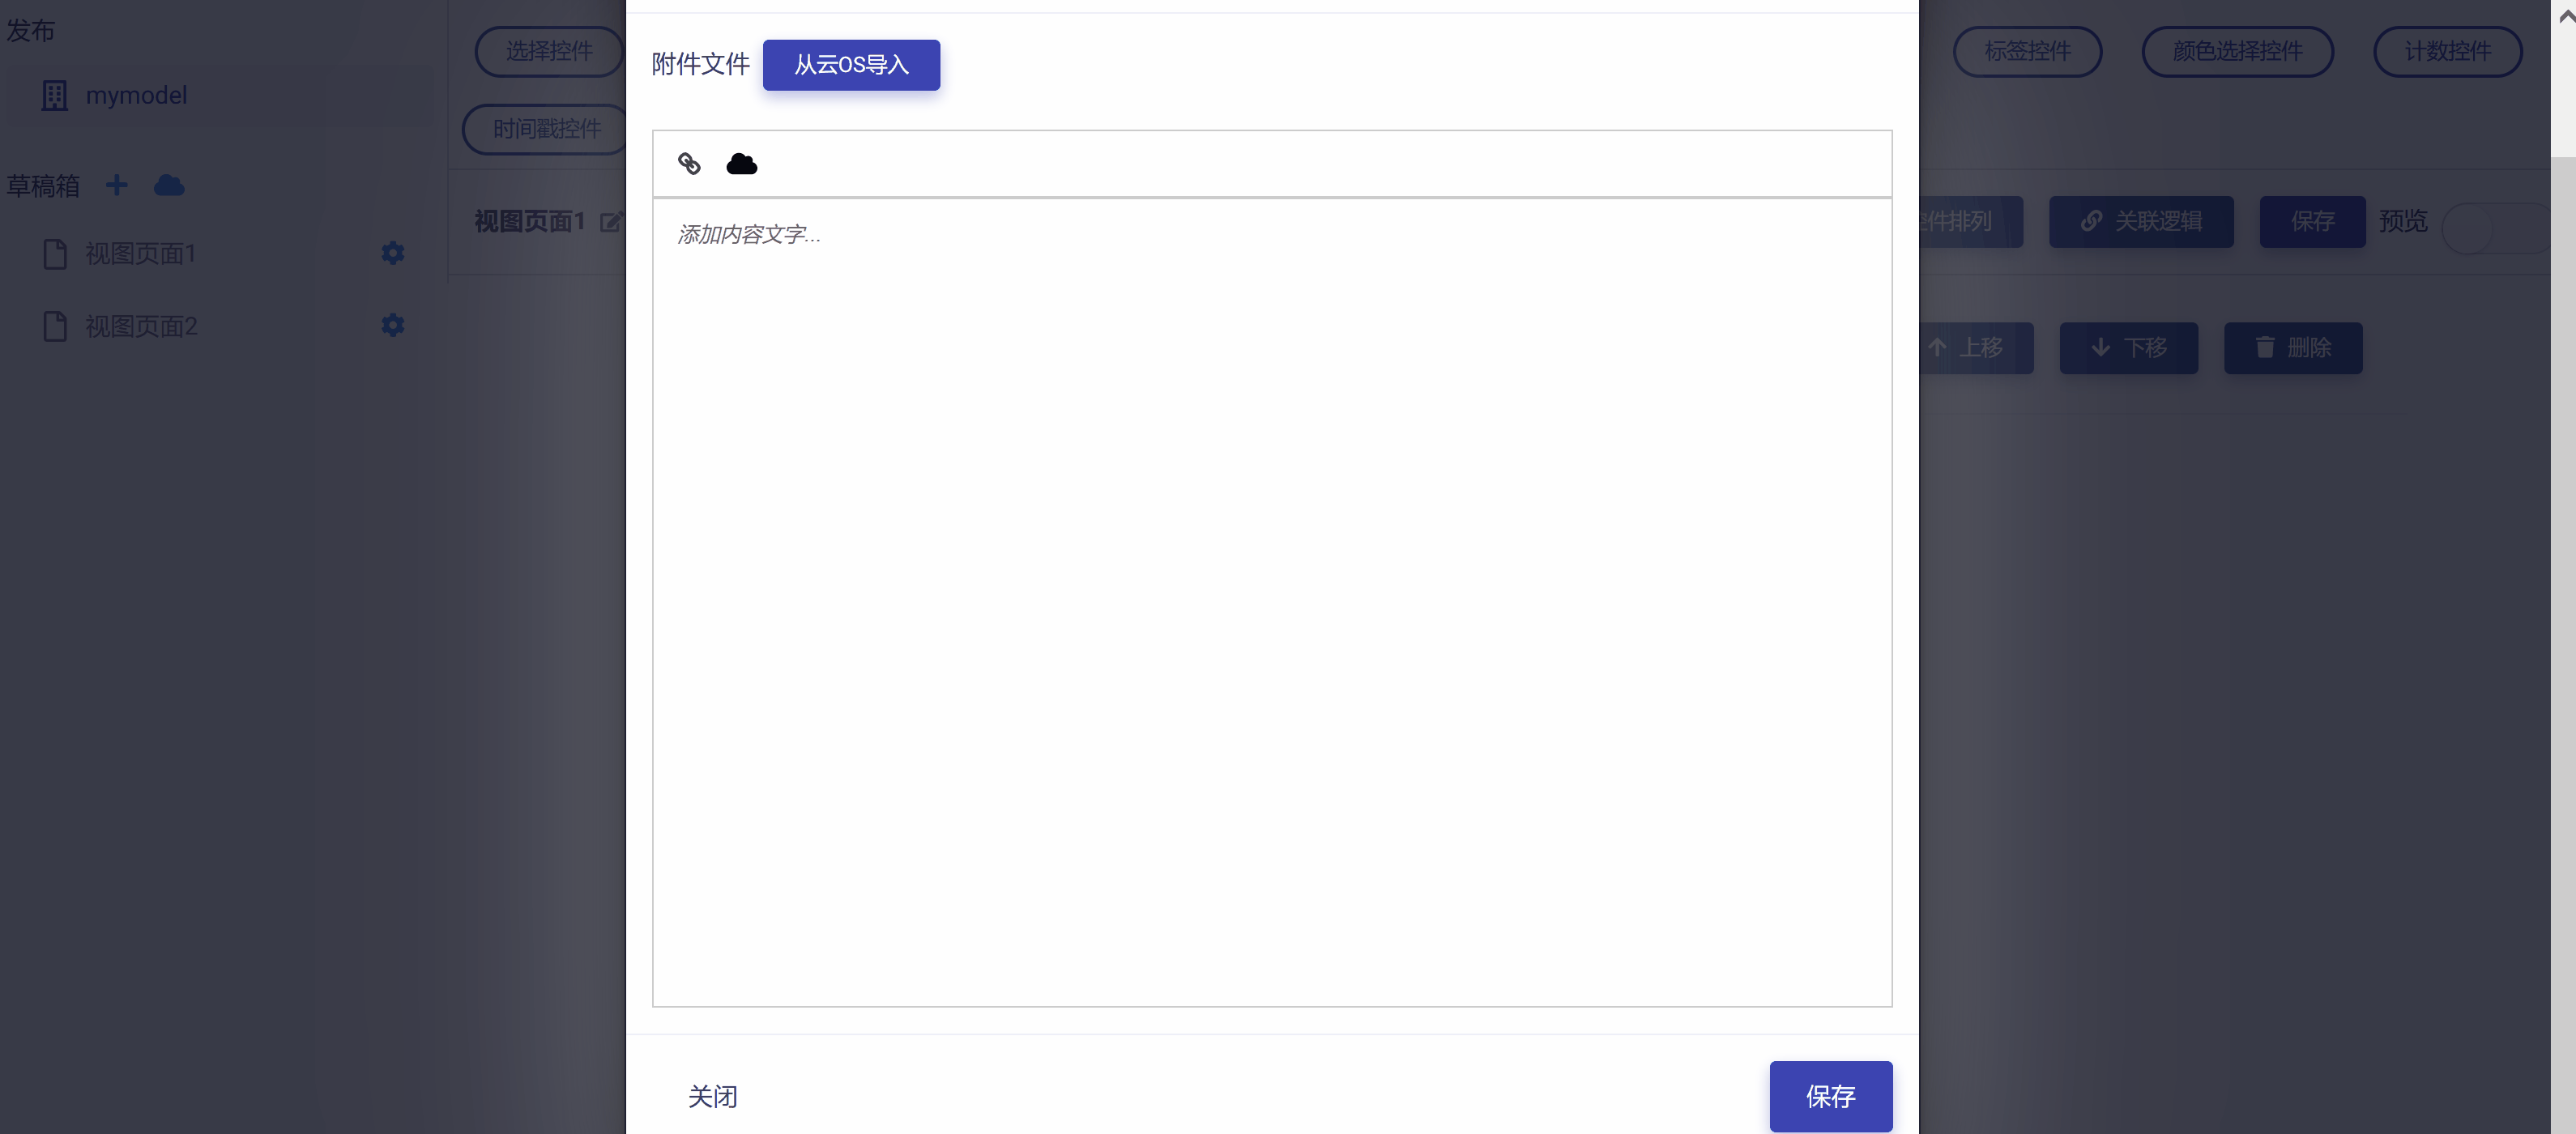 发布
mymodel
草稿箱
视图页面1
视图页面2
选择控件
标签控件
颜色选择控件
计数控件
时间戳控件
视图页面1
件排列
关联逻辑
保存
预览
上移
下移
删除
附件文件
从云OS导入
添加内容文字...
关闭
保存